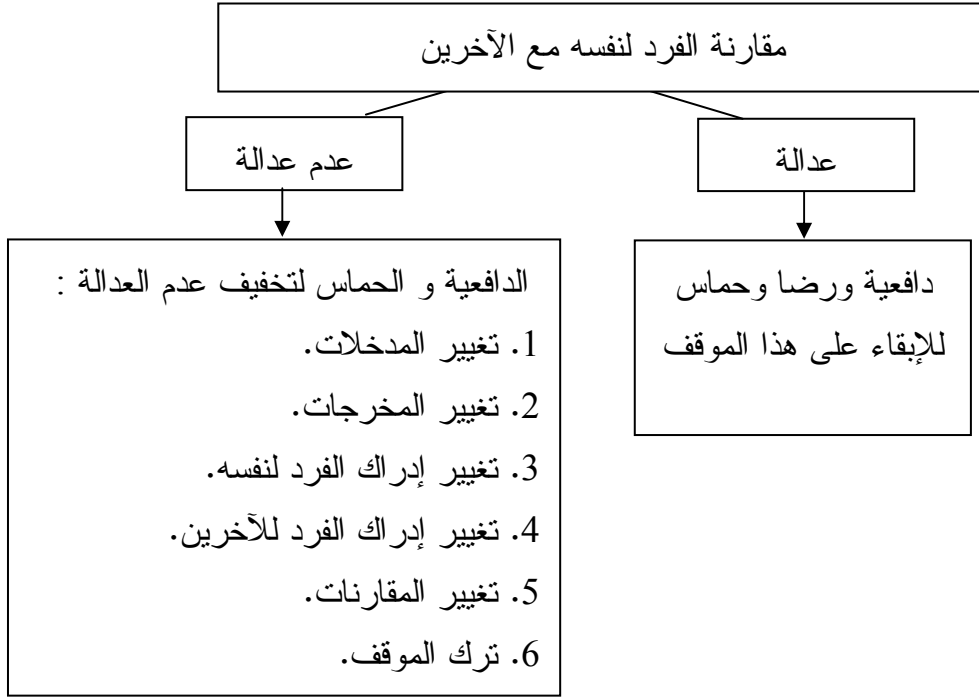 مقارنة الفرد لنفسه مع الآخرين
عدالة
عدم عدالة
دافعية ورضا وحماس
للإبقاء على هذا الموقف
الدافعية و الحماس لتخفيف عدم العدالة :
1. تغيير المدخلات.
2. تغيير المخرجات.
3. تغيير إدراك الفرد لنفسه.
4. تغيير إدراك الفرد للآخرين.
5. تغيير المقارنات.
6. ترك الموقف.